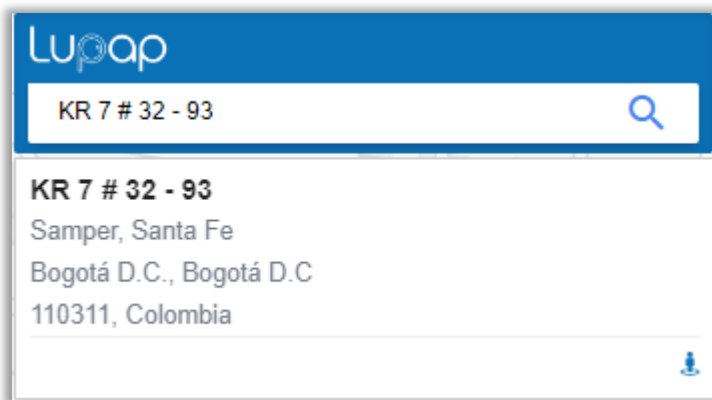 Lupap
KR 7 # 32 - 93
KR 7 # 32 - 93
Samper, Santa Fe
Bogotá D.C., Bogotá D.C
110311, Colombia